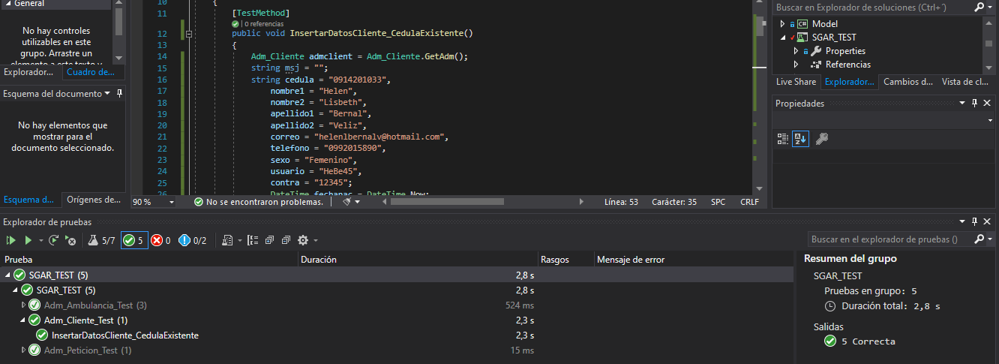 General
No hay controles
utilizables en este
grupo. Arrastre un
elemento a este texto y
Explorador...
Cuadro de...
Esquema del documento
No hay elementos que
mostrar para el
documento seleccionado.
Esquema d...
Orígenes de...
10 {
11 [TestMethod]
0 referencias
12 public void InsertarDatosCliente_CedulaExistente()
13 {
14 Adm_Cliente admclient = Adm_Cliente.GetAdm();
15 string msj = "";
16 string cedula = "0914201033",
17 nombre1 = "Helen",
18 nombre2 = "Lisbeth",
19 apellido1 = "Bernal",
20 apellido2 = "Veliz",
21 correo = "helenlbernalv@hotmail.com",
22 telefono = "0992015890",
23 sexo = "Femenino",
24 usuario = "HeBe45",
25 contra = "12345";
26 DateTime fechanac = DateTime.Now;
90 %
No se encontraron problemas.
Línea: 53
Carácter: 35
SPC
CRLF
Buscar en Explorador de soluciones (Ctrl+´)
Model
SGAR_TEST
Properties
Referencias
Live Share
Explorador...
Cambios d...
Vista de cl...
Propiedades
Explorador de pruebas
5/7
5
0
0/2
Buscar en el explorador de pruebas ()
Prueba Duración Rasgos Mensaje de error
SGAR_TEST (5) 2,8 s
SGAR_TEST (5) 2,8 s
Adm_Ambulancia_Test (3) 524 ms
Adm_Cliente_Test (1) 2,3 s
InsertarDatosCliente_CedulaExistente 2,3 s
Adm_Peticion_Test (1) 15 ms
Resumen del grupo
SGAR_TEST
Pruebas en grupo: 5
Duración total: 2,8 s
Salidas
5 Correcta